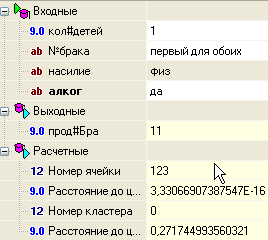 Входные
9.0 кол#детей 1
ab №брака первый для обоих
ab насилие физ
ab алког да
Выходные
9.0 прод#Бра 11
Расчетные
12 Номер ячейки 123
9.0 Расстояние до ц... 3,33066907387547E-16
12 Номер кластера 0
9.0 Расстояние до ц... 0,271744993560321